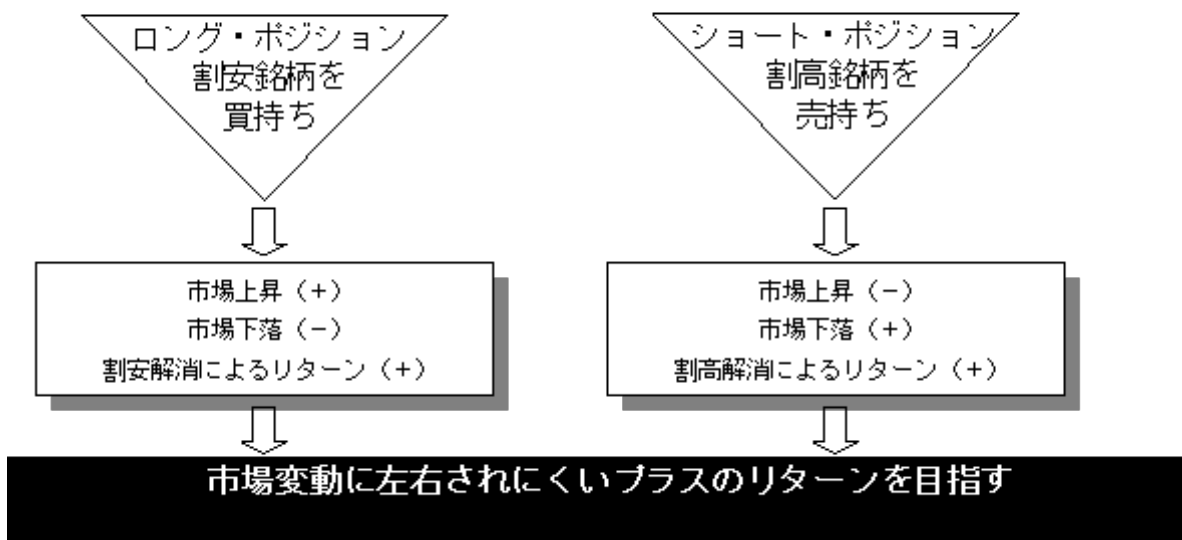 ロング・ポジション
割安銘柄を
買持ち
ショート・ポジション
割高銘柄を
売持ち
市場上昇（＋）
市場下落（－）
割安解消によるリターン（＋）
市場上昇（－）
市場下落（＋）
割高解消によるリターン（＋）
市場変動に左右されにくいプラスのリターンを目指す